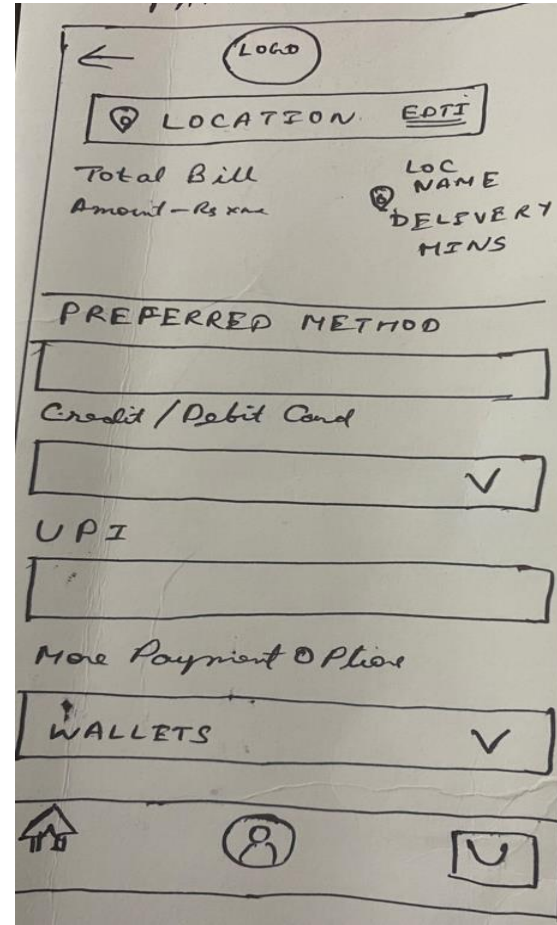 LOGO
LOCATION EDTI
Total Bill
Amount - Rs
LOC
NAME
DELIVERY
MINS
PREFERRED METHOD
Credit / Debit Card
UPI
More Payment Option
WALLETS